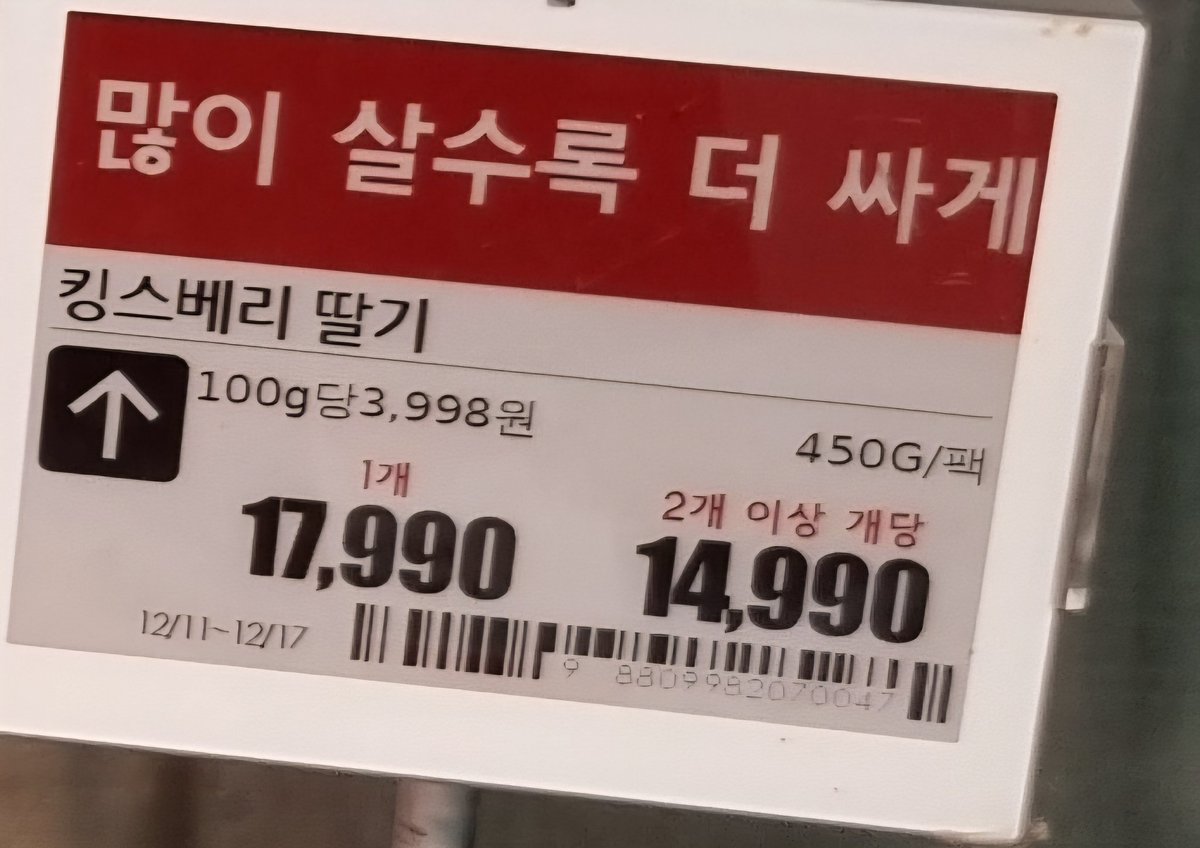 많이 살수록 더 싸게
킹스베리 딸기
100g당3,998원
450G/팩
1개
2개 이상 개당
17,990
14,990
12/11~12/17
9 8809982070047